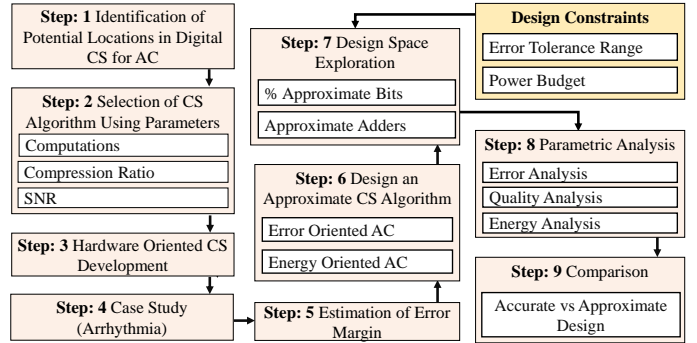 Step: 1 Identification of
Potential Locations in Digital
CS for AC
Step: 2 Selection of CS
Algorithm Using Parameters
Computations
Compression Ratio
SNR
Step: 3 Hardware Oriented CS
Development
Step: 4 Case Study
(Arrhythmia)
Step: 5 Estimation of Error
Margin
Step: 6 Design an
Approximate CS Algorithm
Error Oriented AC
Energy Oriented AC
Step: 7 Design Space
Exploration
% Approximate Bits
Approximate Adders
Design Constraints
Error Tolerance Range
Power Budget
Step: 8 Parametric Analysis
Error Analysis
Quality Analysis
Energy Analysis
Step: 9 Comparison
Accurate vs Approximate
Design